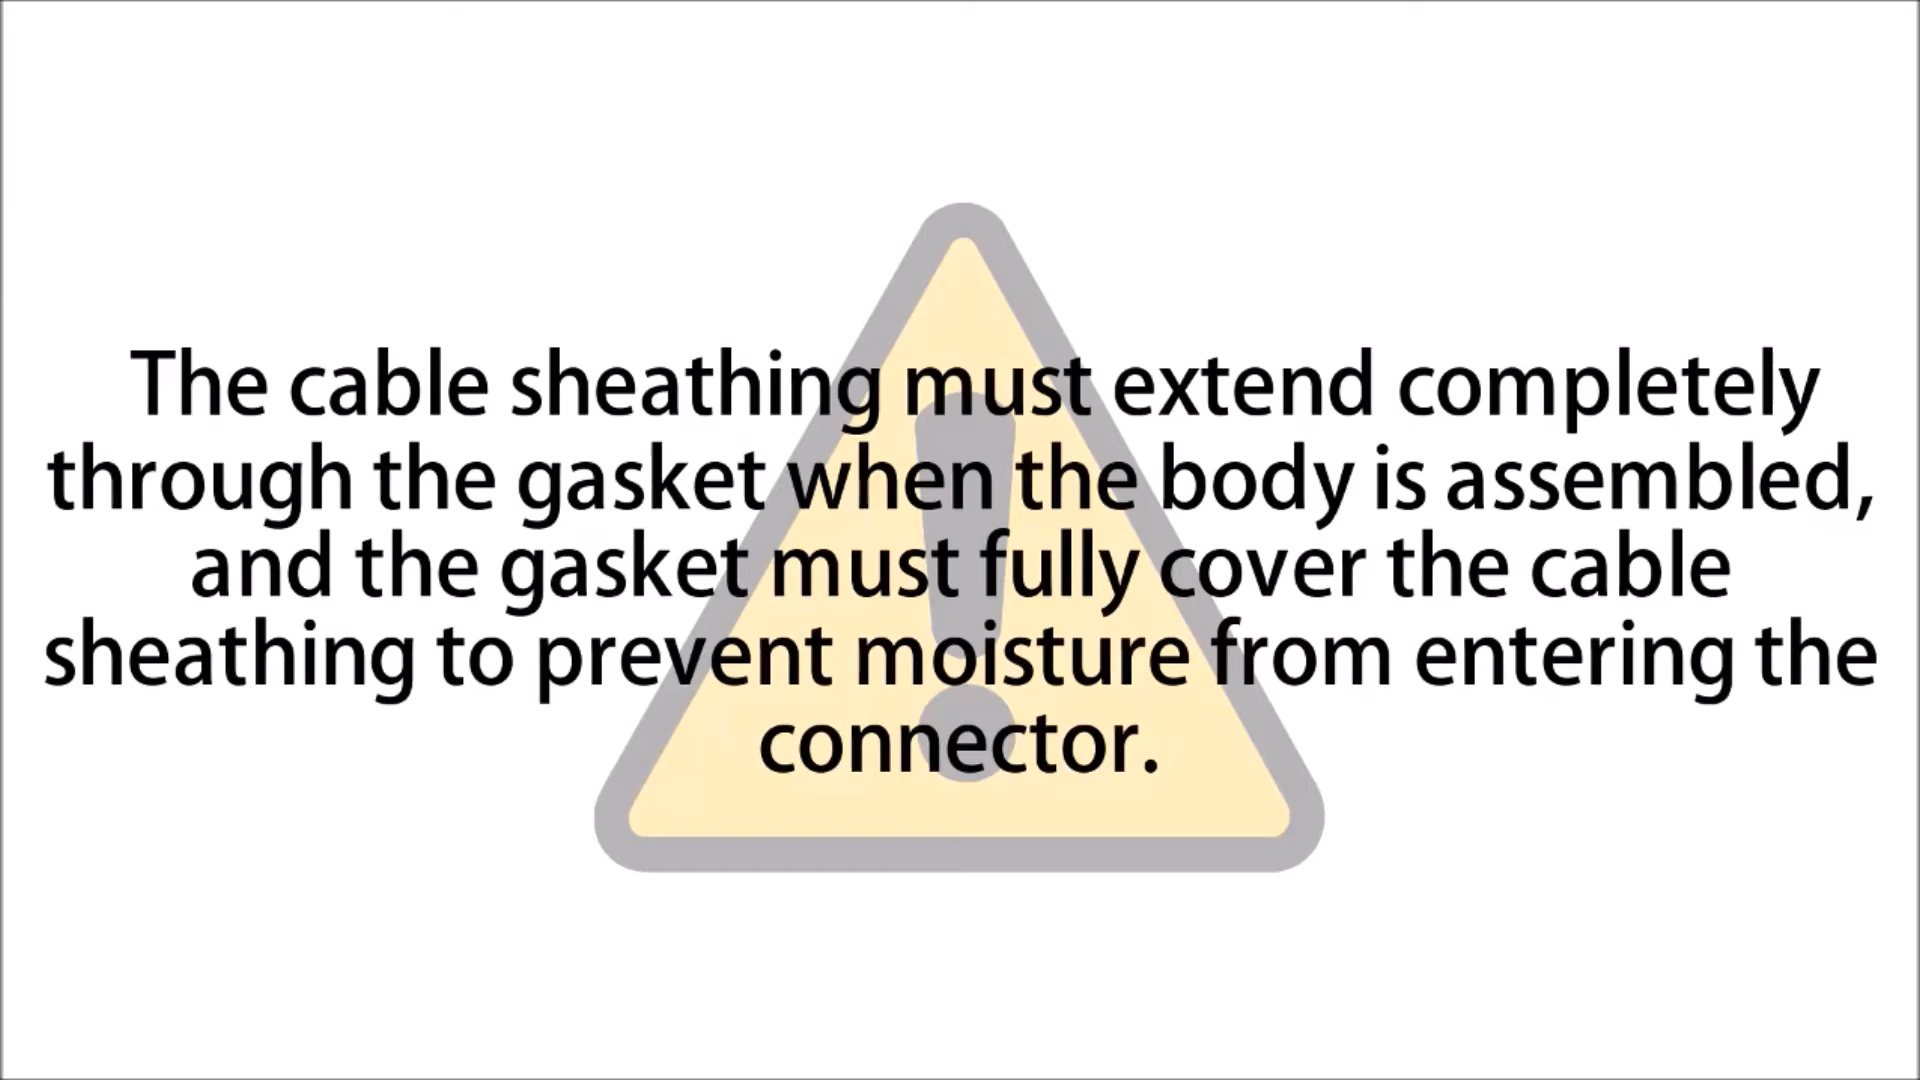 The cable sheathing must extend completely
through the gasket when the body is assembled,
and the gasket must fully cover the cable
sheathing to prevent moisture from entering the
connector.